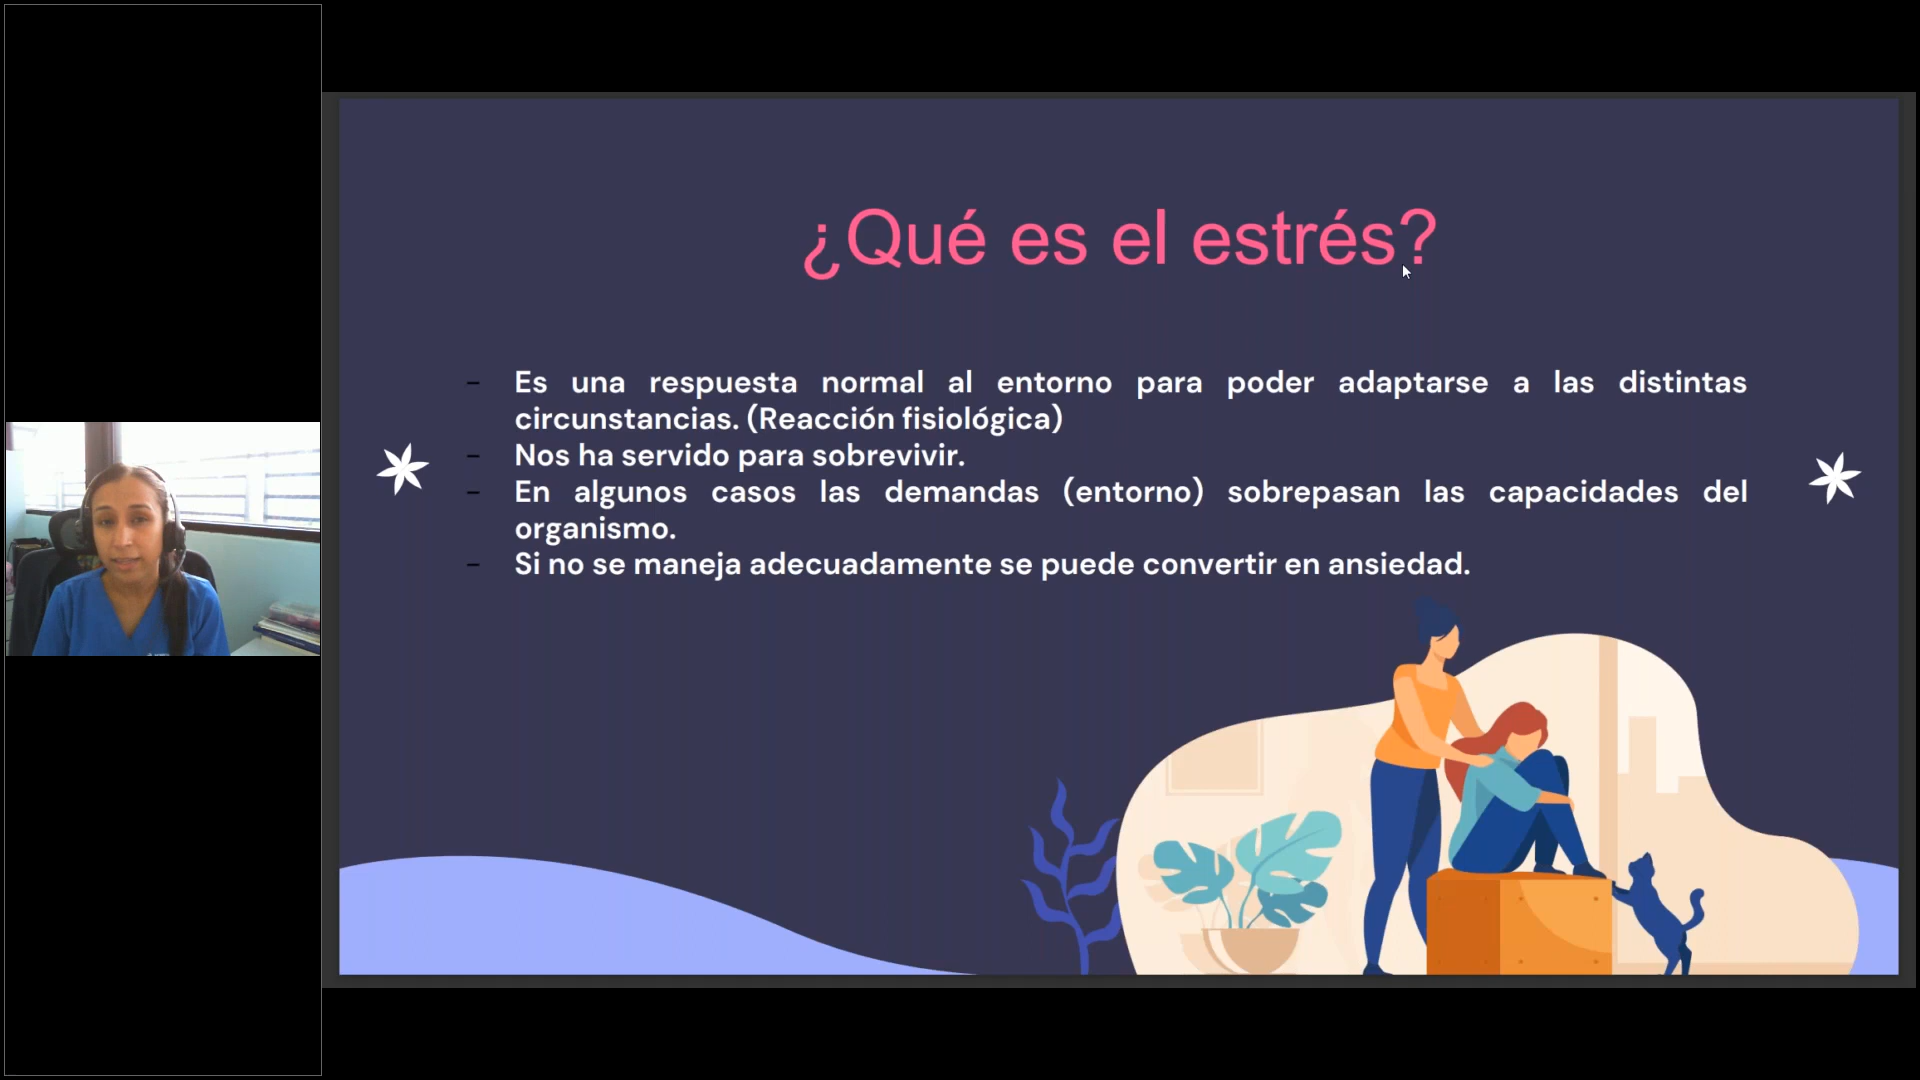 ¿Qué es el estrés?
- Es una respuesta normal al entorno para poder adaptarse a las distintas
circunstancias. (Reacción fisiológica)
- Nos ha servido para sobrevivir.
- En algunos casos las demandas (entorno) sobrepasan las capacidades del
organismo.
- Si no se maneja adecuadamente se puede convertir en ansiedad.